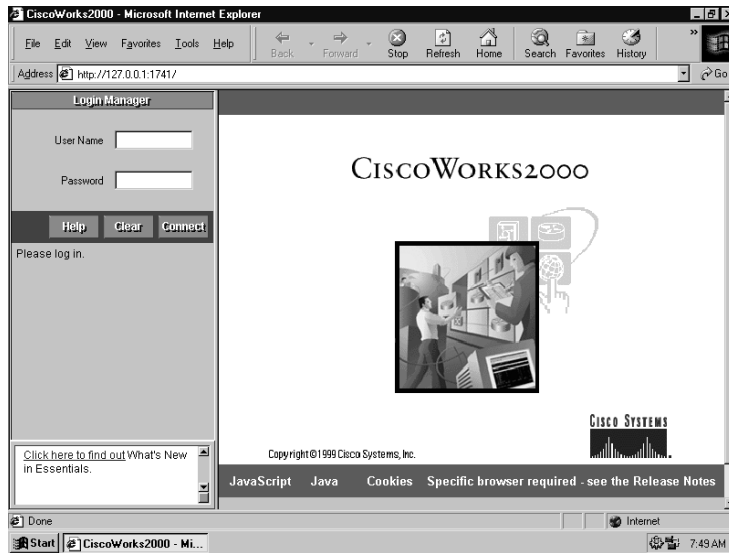 CiscoWorks2000 - Microsoft Internet Explorer
File Edit View Favorites Tools Help
Back Forward Stop Refresh Home Search Favorites History »
Address http://127.0.0.1:1741/ Go
Login Manager
User Name
Password
Help Clear Connect
Please log in.
Click here to find out What's New
in Essentials.
CISCOWORKS2000
CISCO SYSTEMS
Copyright©1999 Cisco Systems, Inc.
JavaScript Java Cookies Specific browser required - see the Release Notes
Done Internet
Start CiscoWorks2000 - Mi... 7:49 AM